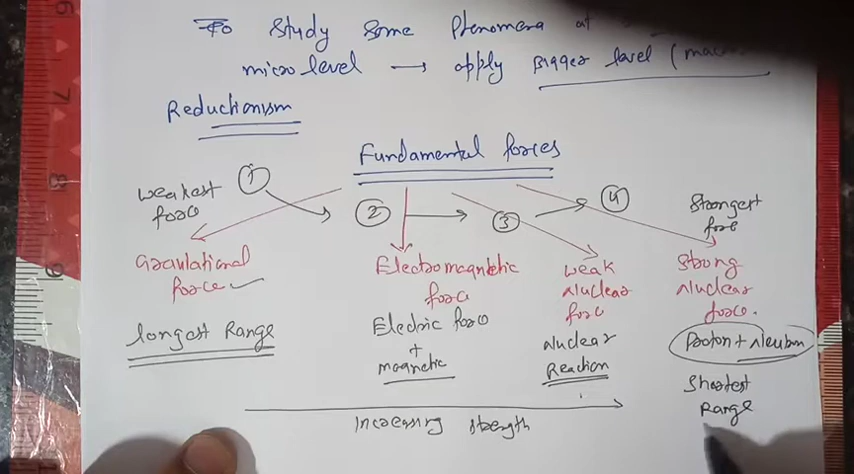 To Study Some Phenomena at
micro level → apply Bigger level (mac
Reductionism
Fundamental forces
weakest force
1
2
3
4
Strongest force
Gravitational force ✓
Electromagnetic force
weak Nuclear force
Strong Nuclear force.
longest Range
Electric force + magnetic
Nuclear Reaction
Proton + Neutron
Shortest Range
Increasing strength